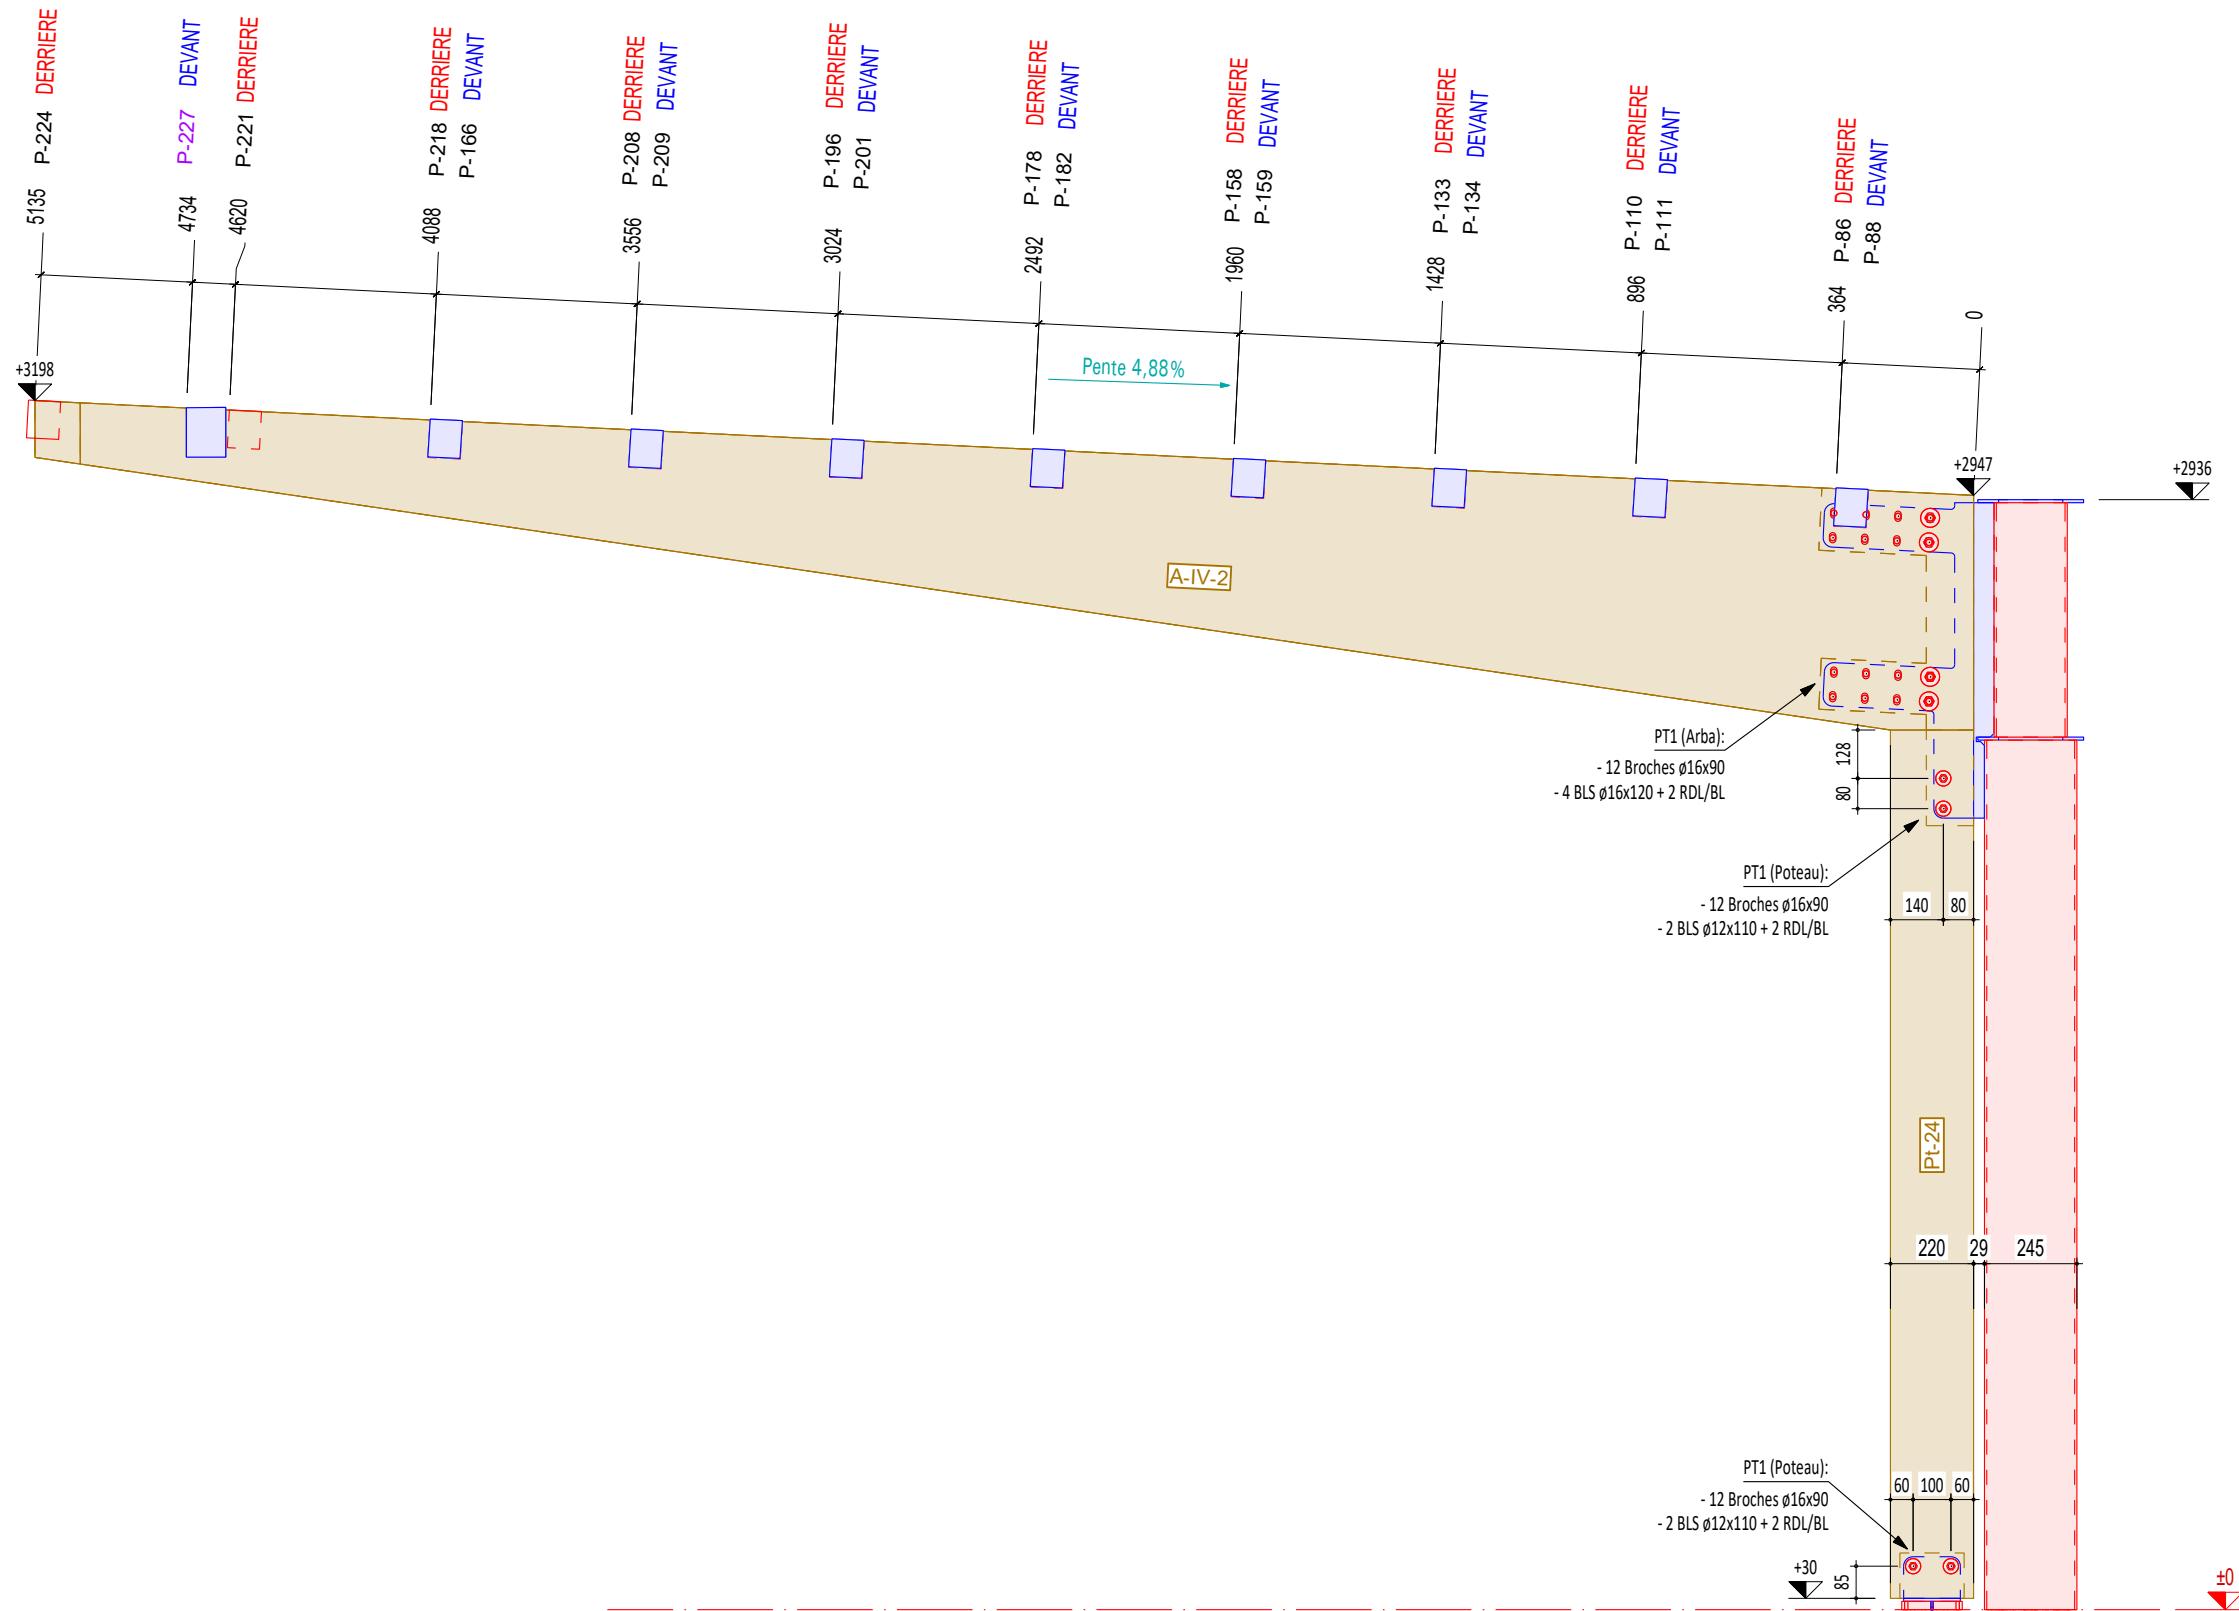 5135 P-224 DERRIERE
4734 P-227 DEVANT
4620 P-221 DERRIERE
4088 P-218 DERRIERE
P-166 DEVANT
3556 P-208 DERRIERE
P-209 DEVANT
3024 P-196 DERRIERE
P-201 DEVANT
2492 P-178 DERRIERE
P-182 DEVANT
1960 P-158 DERRIERE
P-159 DEVANT
1428 P-133 DERRIERE
P-134 DEVANT
896 P-110 DERRIERE
P-111 DEVANT
364 P-86 DERRIERE
P-88 DEVANT
0
+3198
Pente 4,88%
+2947
+2936
A-IV-2
PT1 (Arba):
- 12 Broches ø16x90
- 4 BLS ø16x120 + 2 RDL/BL
128
80
PT1 (Poteau):
- 12 Broches ø16x90
- 2 BLS ø12x110 + 2 RDL/BL
140 80
Pt-24
220 29 245
PT1 (Poteau):
- 12 Broches ø16x90
- 2 BLS ø12x110 + 2 RDL/BL
60 100 60
+30
85
±0